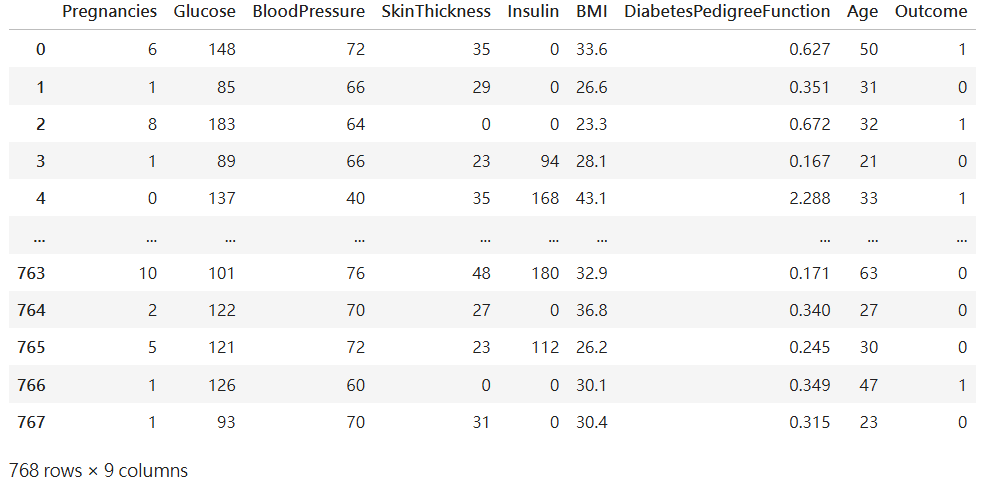 Pregnancies Glucose BloodPressure SkinThickness Insulin BMI DiabetesPedigreeFunction Age Outcome
0 6 148 72 35 0 33.6 0.627 50 1
1 1 85 66 29 0 26.6 0.351 31 0
2 8 183 64 0 0 23.3 0.672 32 1
3 1 89 66 23 94 28.1 0.167 21 0
4 0 137 40 35 168 43.1 2.288 33 1
... ... ... ... ... ... ... ... ... ...
763 10 101 76 48 180 32.9 0.171 63 0
764 2 122 70 27 0 36.8 0.340 27 0
765 5 121 72 23 112 26.2 0.245 30 0
766 1 126 60 0 0 30.1 0.349 47 1
767 1 93 70 31 0 30.4 0.315 23 0
768 rows × 9 columns